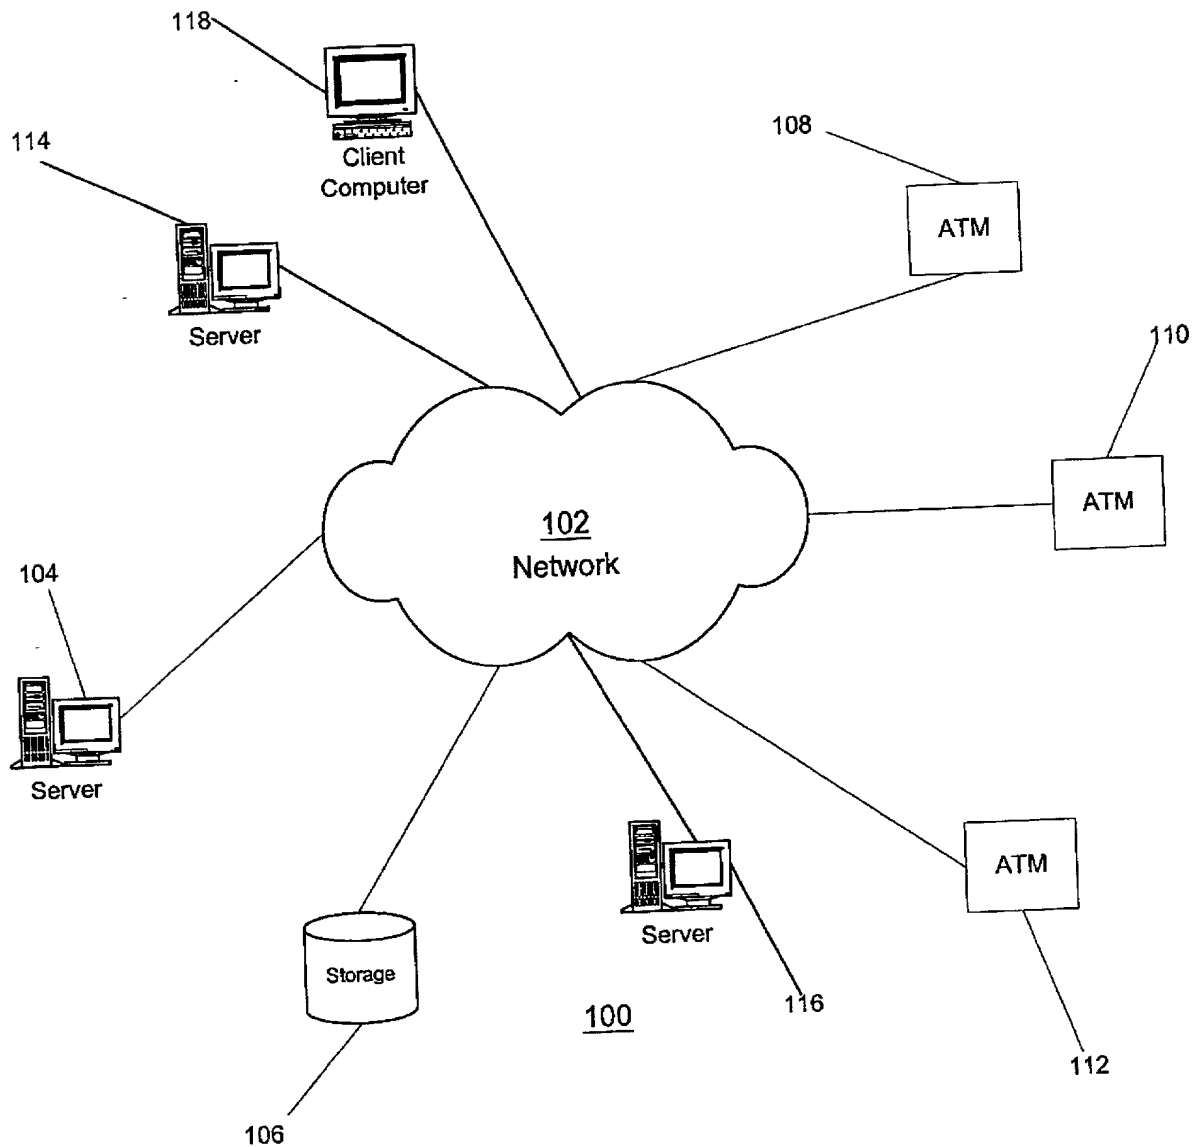 118
Client
Computer
114
Server
108
ATM
110
ATM
102
Network
104
Server
Storage
106
Server
116
100
ATM
112